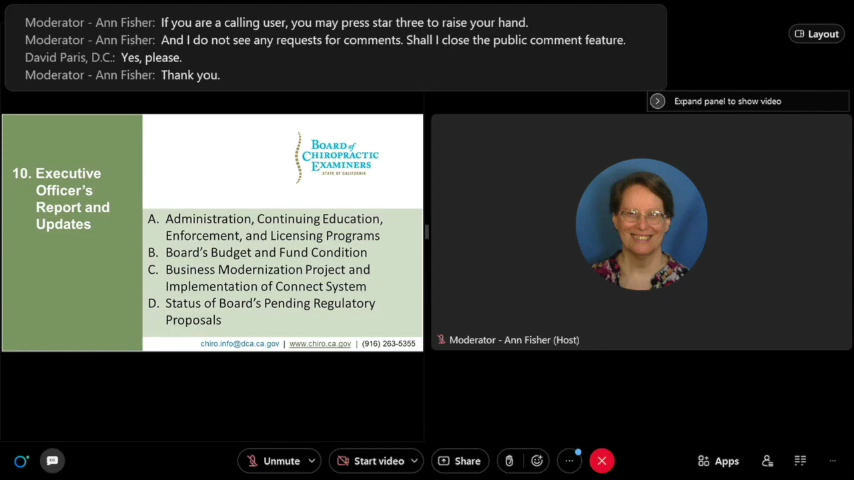 Moderator - Ann Fisher: If you are a calling user, you may press star three to raise your hand.
Moderator - Ann Fisher: And I do not see any requests for comments. Shall I close the public comment feature.
David Paris, D.C.: Yes, please.
Moderator - Ann Fisher: Thank you.
Layout
Expand panel to show video
10. Executive
Officer's
Report and
Updates
BOARD of
CHIROPRACTIC
EXAMINERS
STATE OF CALIFORNIA
A. Administration, Continuing Education,
Enforcement, and Licensing Programs
B. Board's Budget and Fund Condition
C. Business Modernization Project and
Implementation of Connect System
D. Status of Board's Pending Regulatory
Proposals
chiro.info@dca.ca.gov | www.chiro.ca.gov | (916) 263-5355
Moderator - Ann Fisher (Host)
Unmute
Start video
Share
Apps